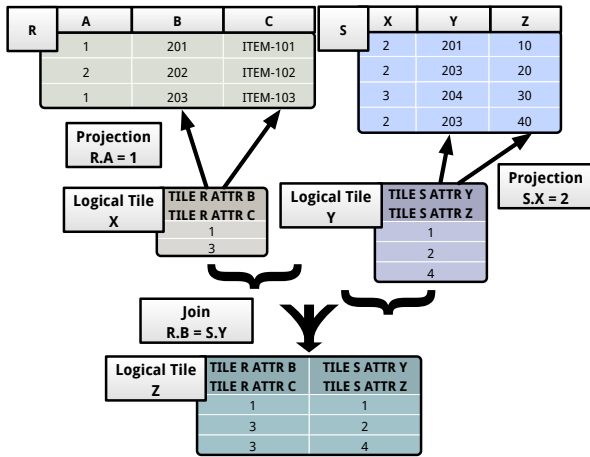 R A B C
1 201 ITEM-101
2 202 ITEM-102
1 203 ITEM-103
S X Y Z
2 201 10
2 203 20
3 204 30
2 203 40
Projection
R.A = 1
Projection
S.X = 2
Logical Tile
X
TILE R ATTR B
TILE R ATTR C
1
3
Logical Tile
Y
TILE S ATTR Y
TILE S ATTR Z
1
2
4
Join
R.B = S.Y
Logical Tile
Z
TILE R ATTR B TILE S ATTR Y
TILE R ATTR C TILE S ATTR Z
1 1
3 2
3 4